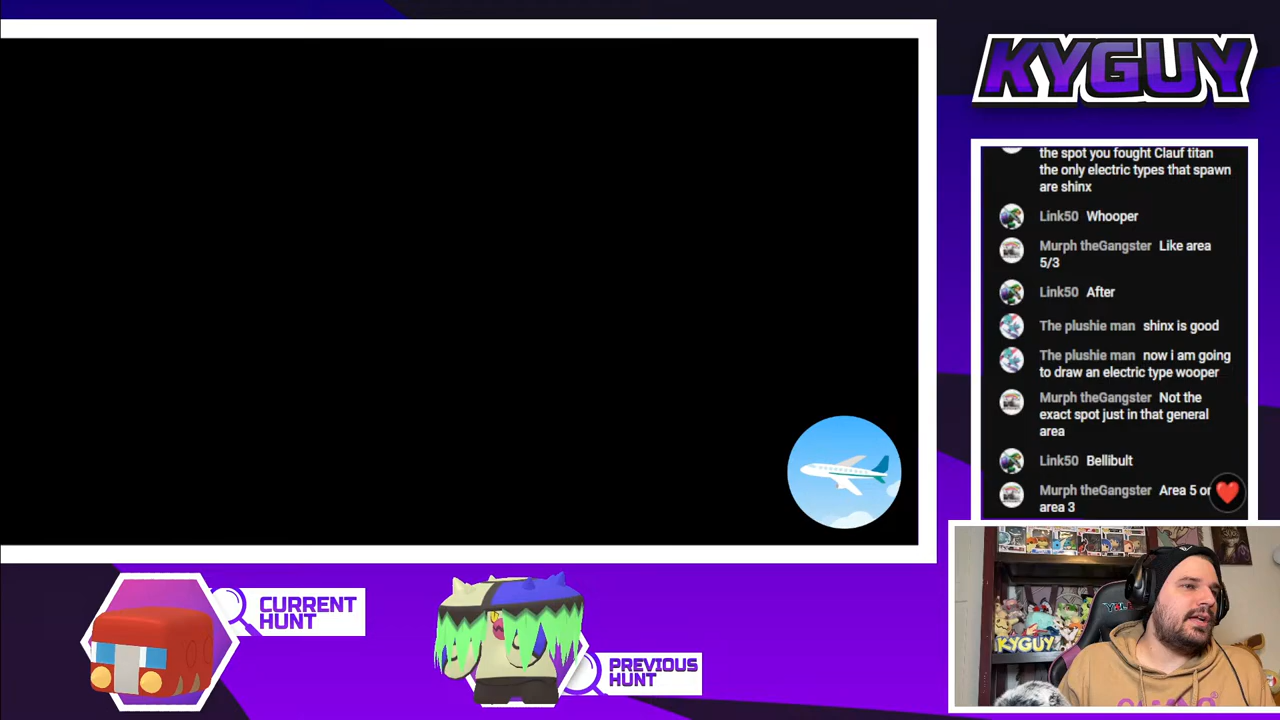 KYGUY
the spot you fought Clauf titan
the only electric types that spawn
are shinx
Link50 Whooper
Murph theGangster Like area
5/3
Link50 After
The plushie man shinx is good
The plushie man now i am going
to draw an electric type wooper
Murph theGangster Not the
exact spot just in that general
area
Link50 Bellibult
Murph theGangster Area 5 or
area 3
CURRENT
HUNT
PREVIOUS
HUNT
KYGUY